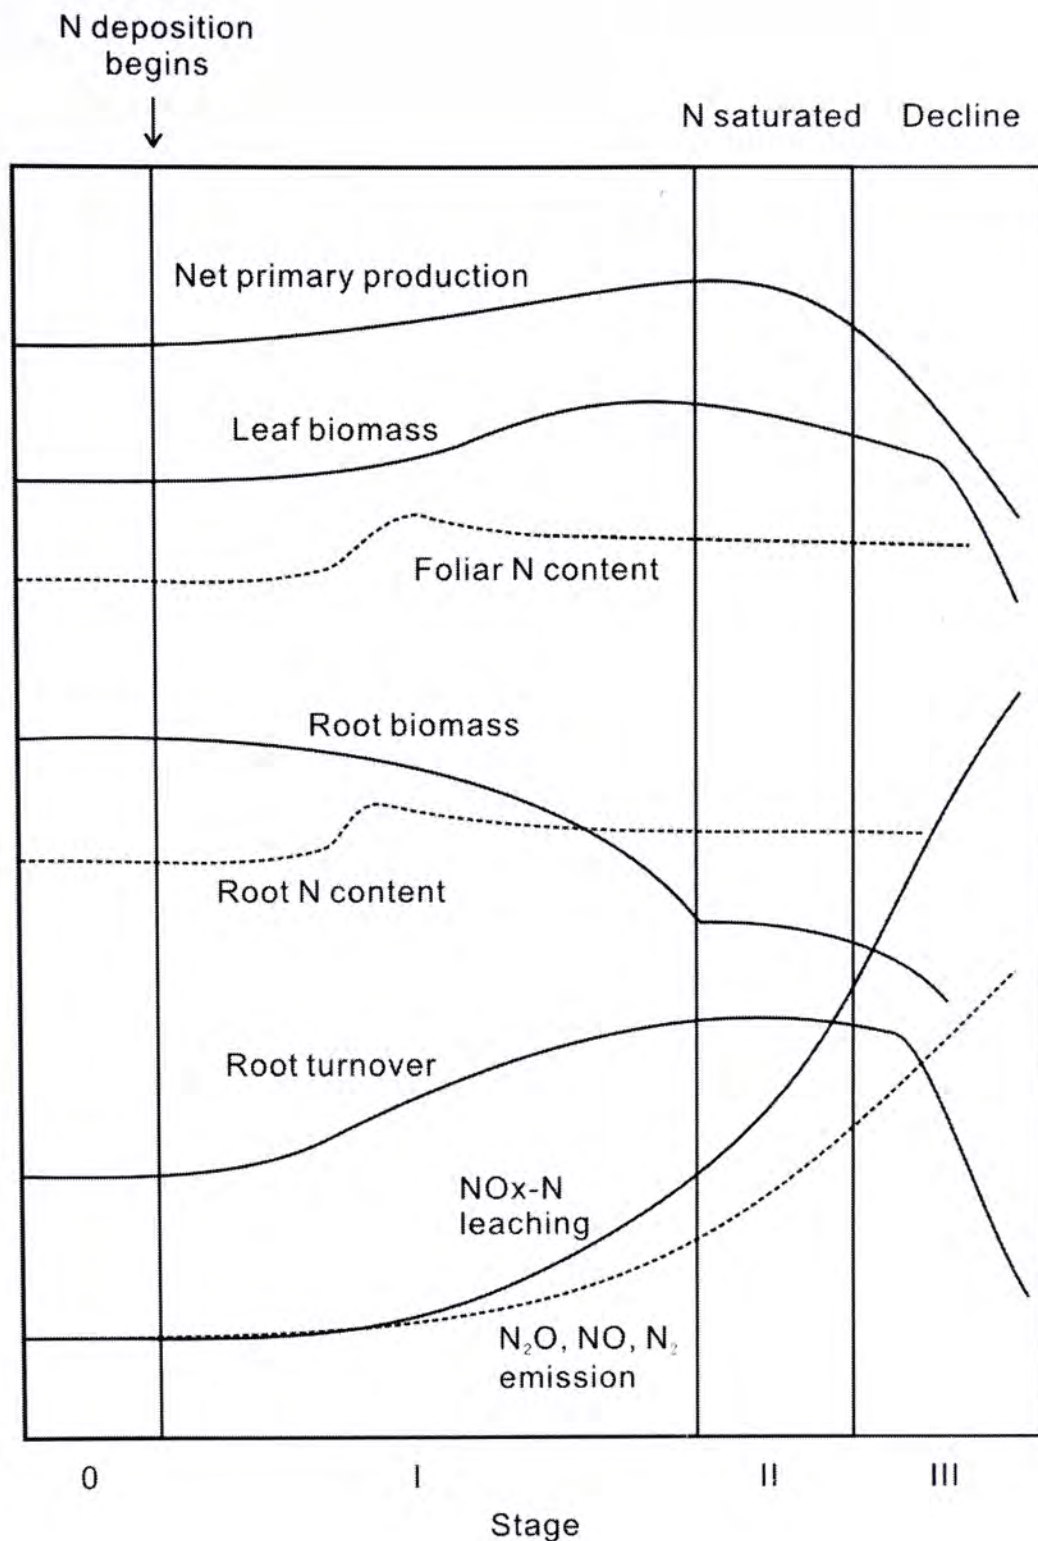 N deposition
begins
N saturated
Decline
Net primary production
Leaf biomass
Foliar N content
Root biomass
Root N content
Root turnover
NOx-N
leaching
N₂O, NO, N₂
emission
0
I
II
III
Stage